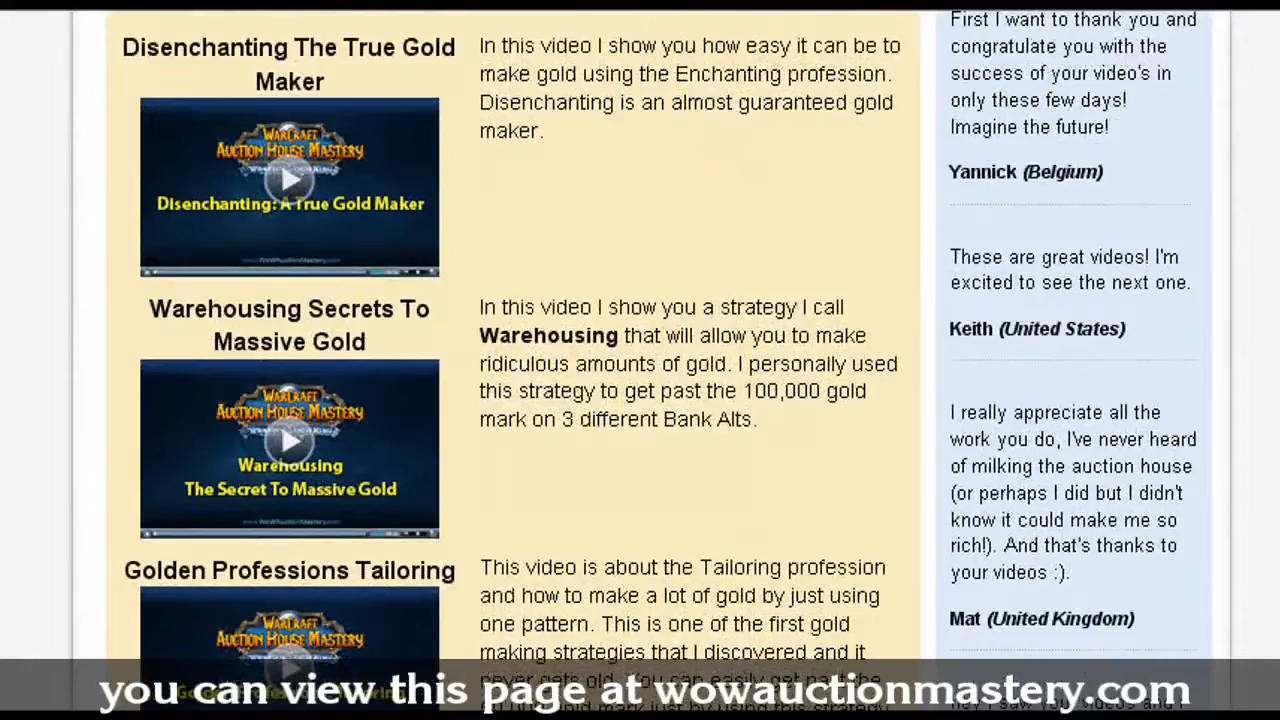 Disenchanting The True Gold
Maker
WARCRAFT
AUCTION HOUSE MASTERY
Disenchanting: A True Gold Maker
In this video I show you how easy it can be to
make gold using the Enchanting profession.
Disenchanting is an almost guaranteed gold
maker.
Warehousing Secrets To
Massive Gold
WARCRAFT
AUCTION HOUSE MASTERY
Warehousing
The Secret To Massive Gold
In this video I show you a strategy I call
Warehousing that will allow you to make
ridiculous amounts of gold. I personally used
this strategy to get past the 100,000 gold
mark on 3 different Bank Alts.
Golden Professions Tailoring
WARCRAFT
AUCTION HOUSE MASTERY
This video is about the Tailoring profession
and how to make a lot of gold by just using
one pattern. This is one of the first gold
making strategies that I discovered and it
First I want to thank you and
congratulate you with the
success of your video's in
only these few days!
Imagine the future!
Yannick (Belgium)
These are great videos! I'm
excited to see the next one.
Keith (United States)
I really appreciate all the
work you do, I've never heard
of milking the auction house
(or perhaps I did but I didn't
know it could make me so
rich!). And that's thanks to
your videos :).
Mat (United Kingdom)
you can view this page at wowauctionmastery.com